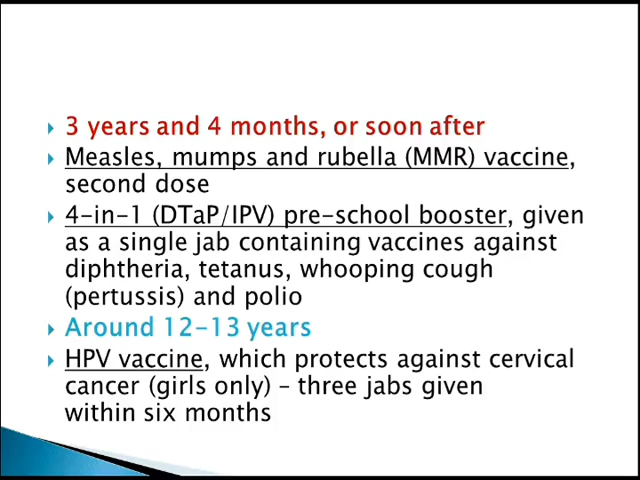 3 years and 4 months, or soon after
Measles, mumps and rubella (MMR) vaccine,
second dose
4-in-1 (DTaP/IPV) pre-school booster, given
as a single jab containing vaccines against
diphtheria, tetanus, whooping cough
(pertussis) and polio
Around 12-13 years
HPV vaccine, which protects against cervical
cancer (girls only) – three jabs given
within six months